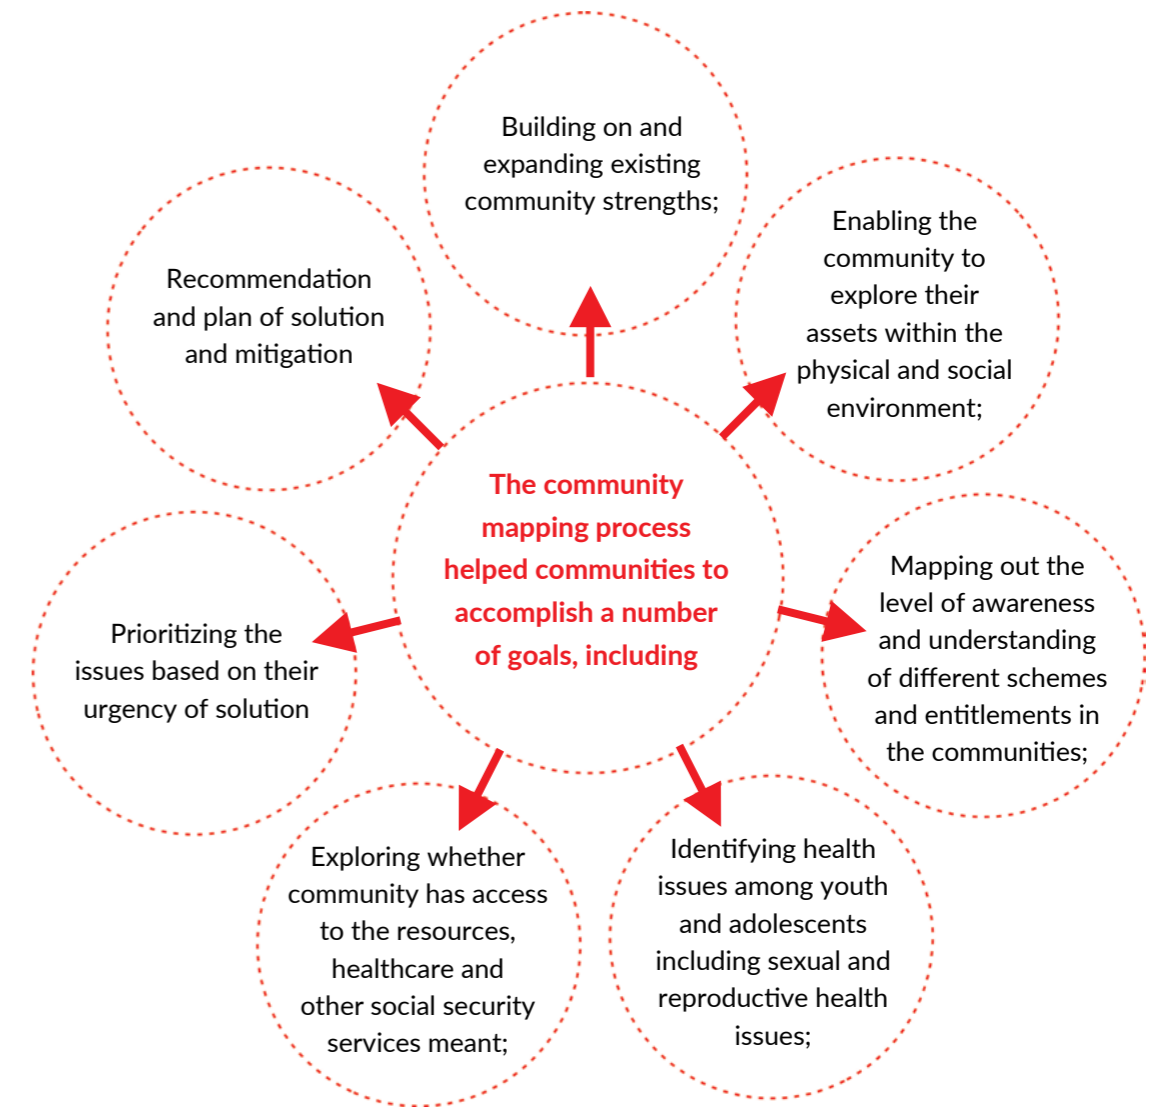 The community
mapping process
helped communities to
accomplish a number
of goals, including
Building on and
expanding existing
community strengths;
Enabling the
community to
explore their
assets within the
physical and social
environment;
Mapping out the
level of awareness
and understanding
of different schemes
and entitlements in
the communities;
Identifying health
issues among youth
and adolescents
including sexual and
reproductive health
issues;
Exploring whether
community has access
to the resources,
healthcare and
other social security
services meant;
Prioritizing the
issues based on their
urgency of solution
Recommendation
and plan of solution
and mitigation